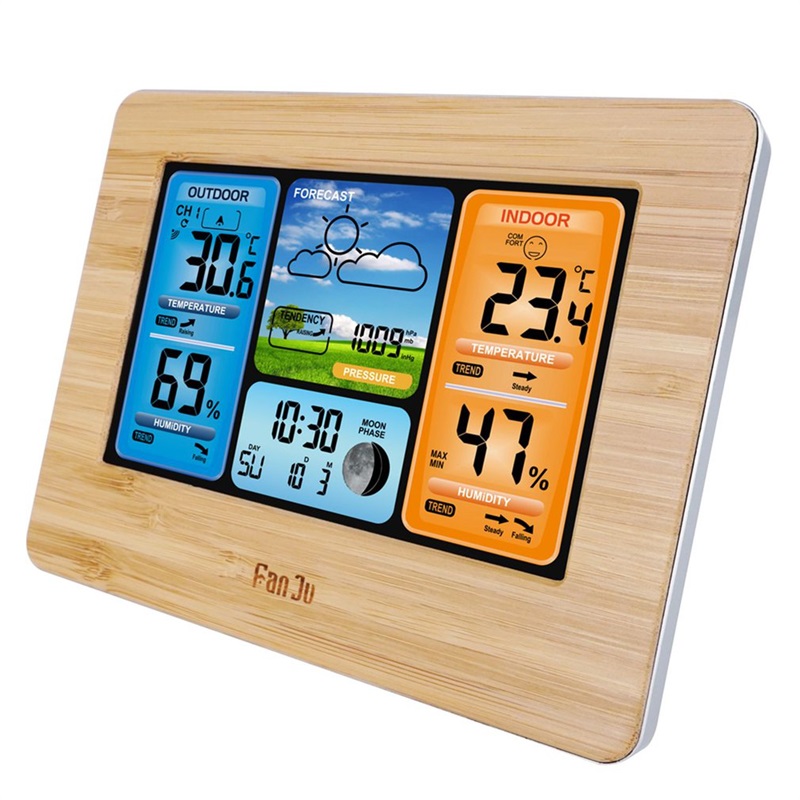 OUTDOOR
CH 1
30.6 °C
TEMPERATURE
TREND
Raising
69 %
HUMIDITY
TREND
Falling
FORECAST
TENDENCY
RAISING
1009 hPa
mb
inHg
PRESSURE
10:30
MOON
PHASE
DAY
D
M
SU
10
3
INDOOR
COM
FORT
23.4 °C
TEMPERATURE
TREND
Steady
47 %
MAX
MIN
HUMIDITY
TREND
Steady
Falling
FanJu